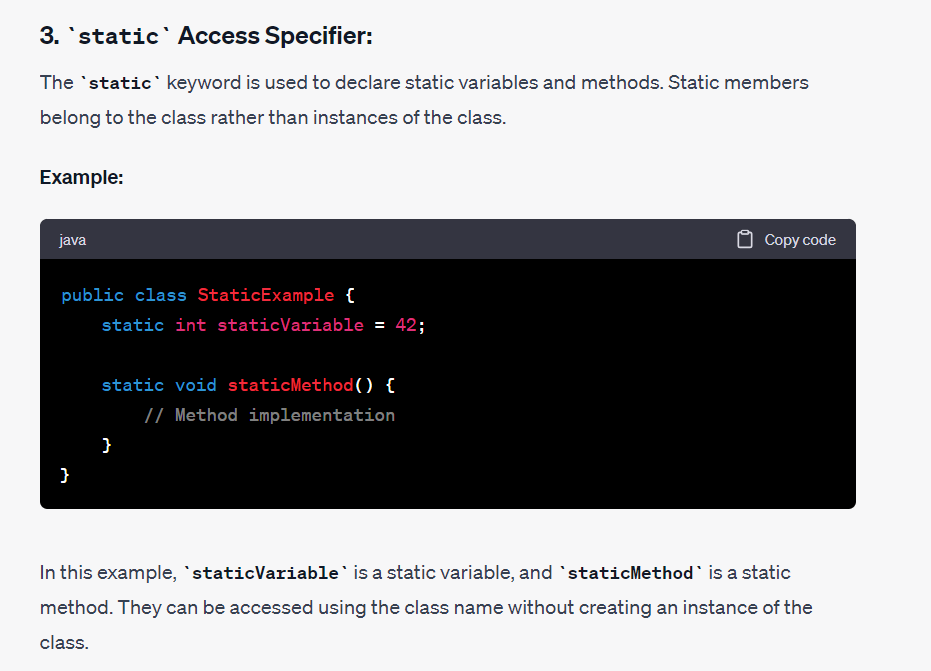 3. `static` Access Specifier:
The `static` keyword is used to declare static variables and methods. Static members
belong to the class rather than instances of the class.
Example:
java Copy code
public class StaticExample {
    static int staticVariable = 42;

    static void staticMethod() {
        // Method implementation
    }
}
In this example, `staticVariable` is a static variable, and `staticMethod` is a static
method. They can be accessed using the class name without creating an instance of the
class.